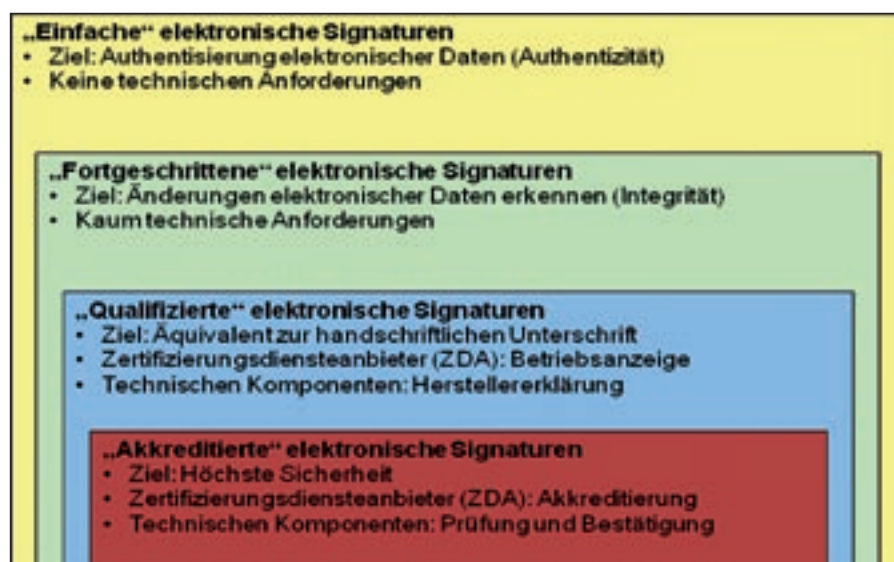 „Einfache“ elektronische Signaturen
• Ziel: Authentisierung elektronischer Daten (Authentizität)
• Keine technischen Anforderungen
„Fortgeschrittene“ elektronische Signaturen
• Ziel: Änderungen elektronischer Daten erkennen (Integrität)
• Kaum technische Anforderungen
„Qualifizierte“ elektronische Signaturen
• Ziel: Äquivalent zur handschriftlichen Unterschrift
• Zertifizierungsdiensteanbieter (ZDA): Betriebsanzeige
• Technischen Komponenten: Herstellererklärung
„Akkreditierte“ elektronische Signaturen
• Ziel: Höchste Sicherheit
• Zertifizierungsdiensteanbieter (ZDA): Akkreditierung
• Technischen Komponenten: Prüfung und Bestätigung